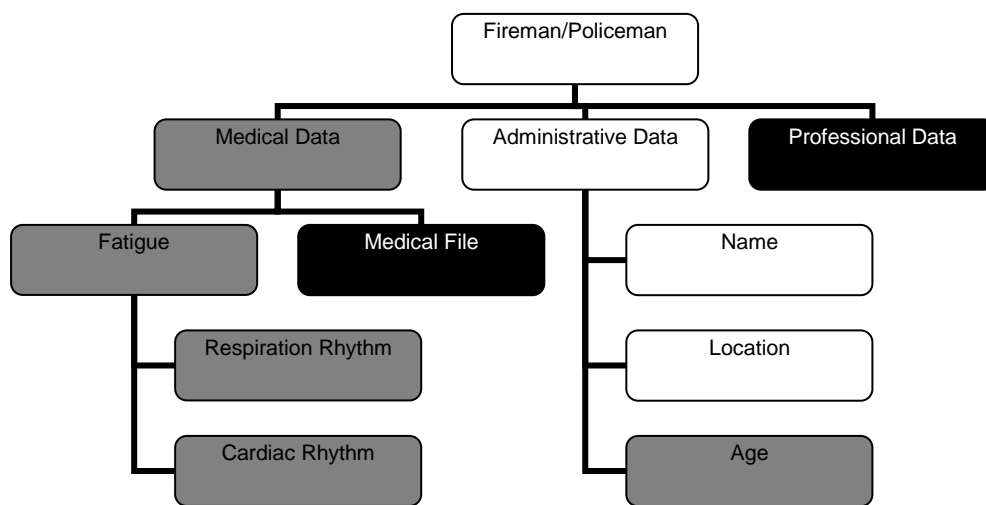 Fireman/Policeman
Medical Data
Administrative Data
Professional Data
Fatigue
Medical File
Name
Respiration Rhythm
Location
Cardiac Rhythm
Age